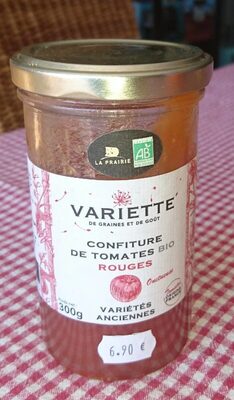 LA PRAIRIE
AB
VARIETTE
DE GRAINES ET DE GOÛT
CONFITURE
DE TOMATES BIO
ROUGES
300g
VARIÉTÉS
ANCIENNES
6.90 €